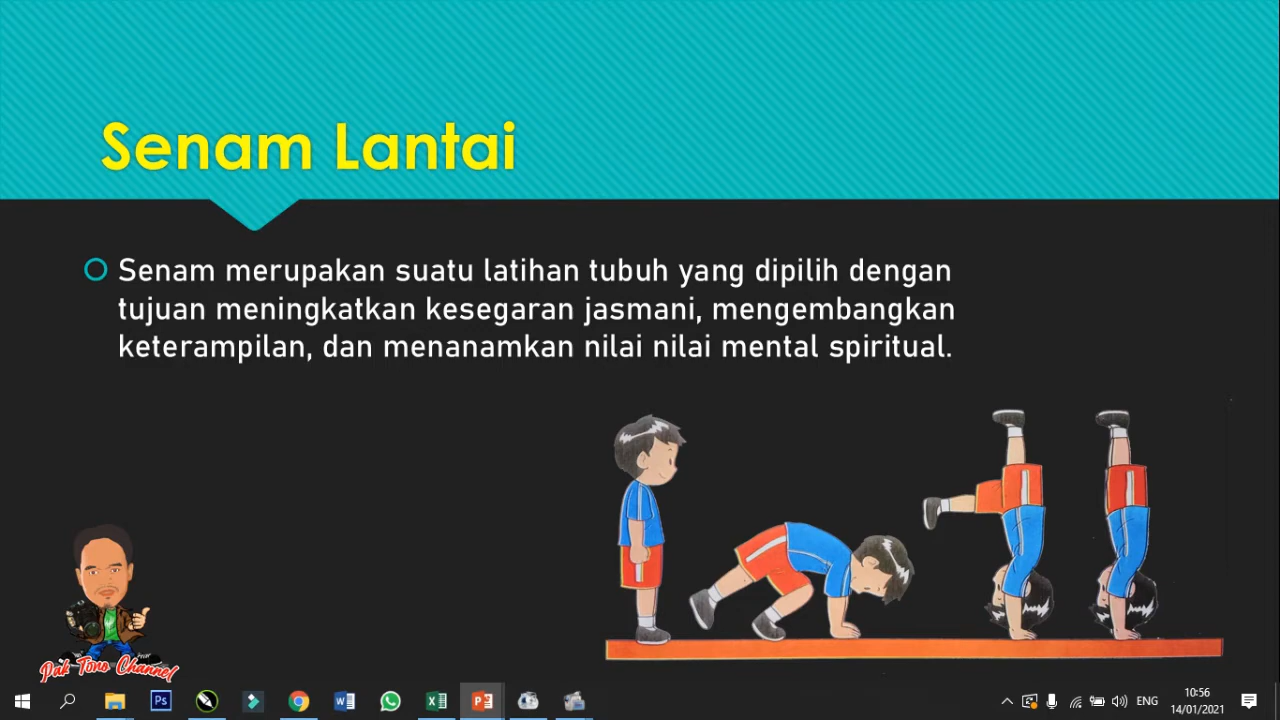 Senam Lantai
Senam merupakan suatu latihan tubuh yang dipilih dengan
tujuan meningkatkan kesegaran jasmani, mengembangkan
keterampilan, dan menanamkan nilai nilai mental spiritual.
Pak Tono Channel
Ps
ENG
10:56
14/01/2021